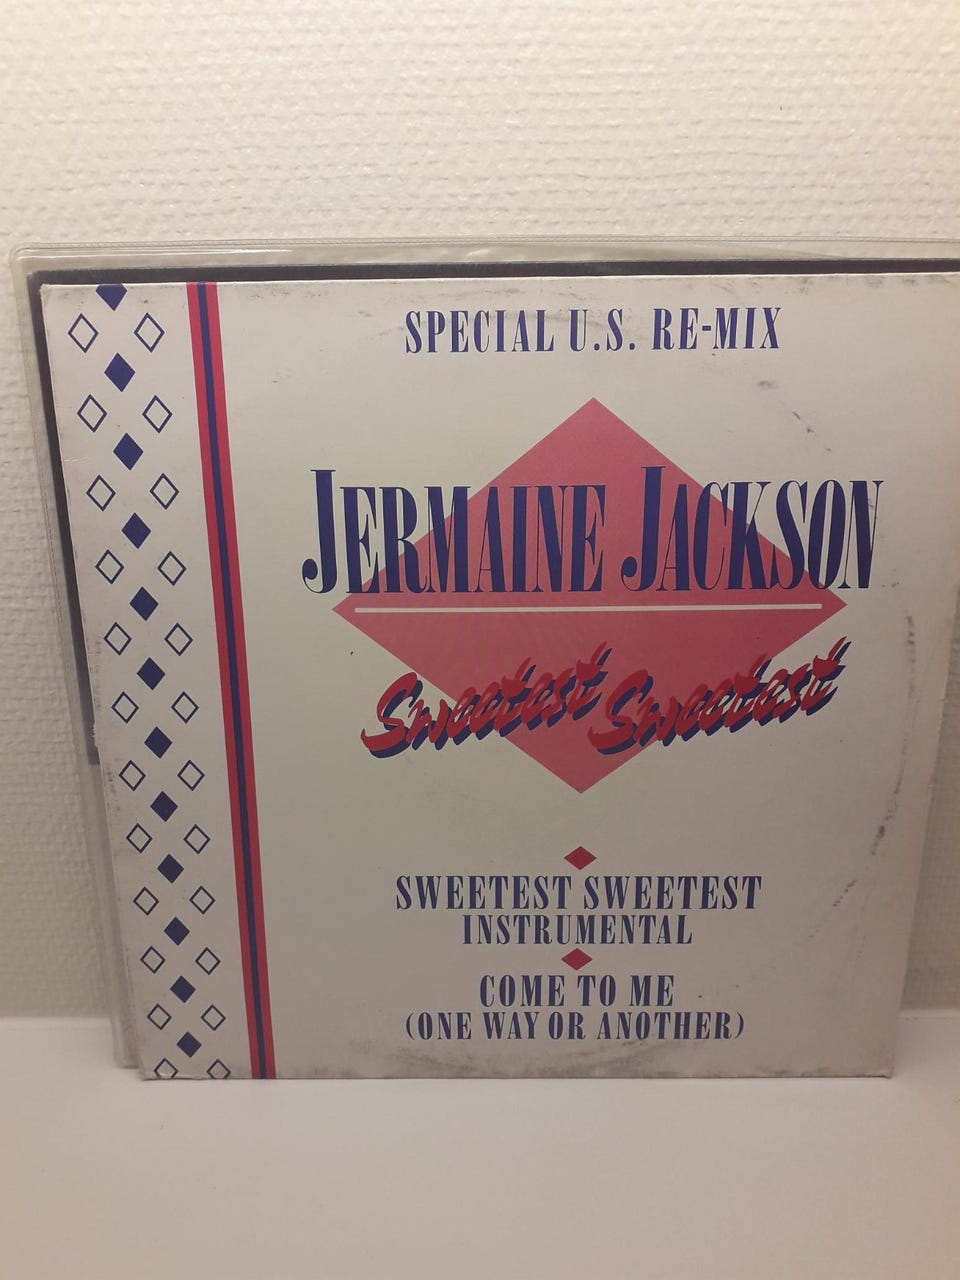 SPECIAL U.S. RE-MIX
JERMAINE JACKSON
Sweetest Sweetest
SWEETEST SWEETEST
INSTRUMENTAL
COME TO ME
(ONE WAY OR ANOTHER)